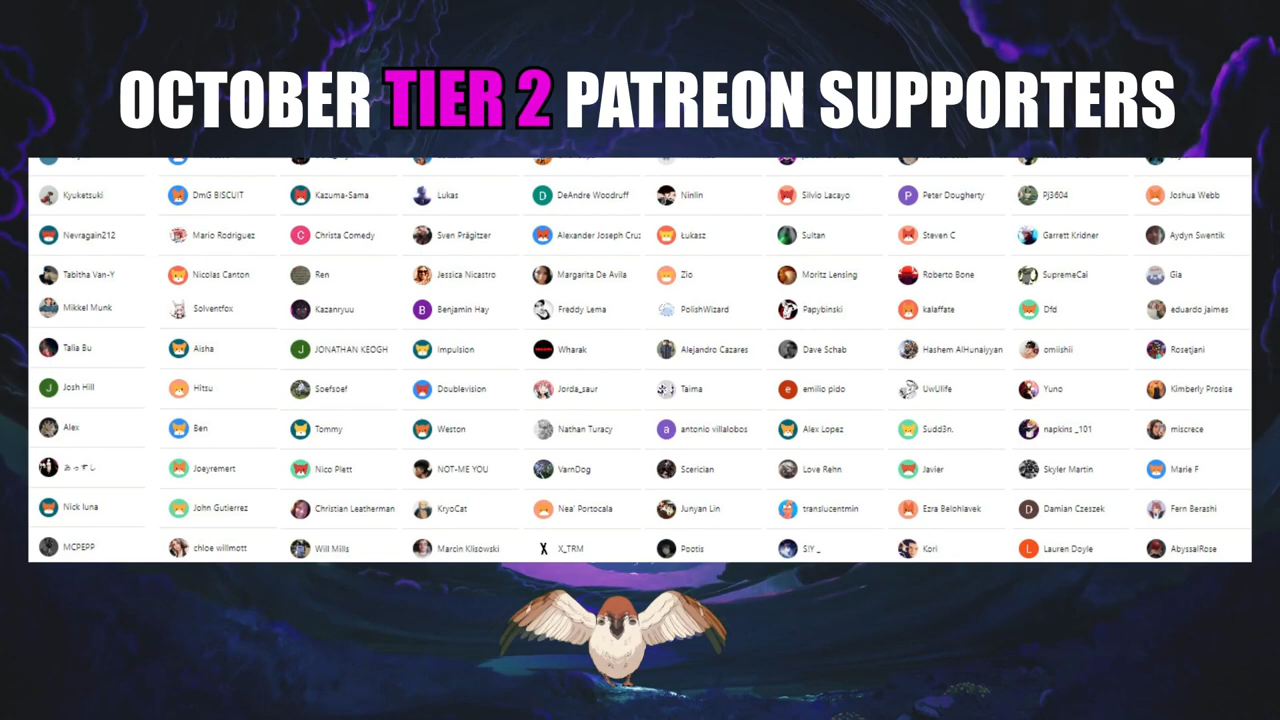 OCTOBER TIER 2 PATREON SUPPORTERS
Kyuketsuki DmG BISCUIT Kazuma-Sama Lukas DeAndre Woodruff Ninlin Silvio Lacayo Peter Dougherty Pj3604 Joshua Webb
Nevragain212 Mario Rodriguez Christa Comedy Sven Prägitzer Alexander Joseph Cruz Łukasz Sultan Steven C Garrett Kridner Aydyn Swentik
Tabitha Van-Y Nicolas Canton Ren Jessica Nicastro Margarita De Avila Zio Moritz Lensing Roberto Bone SupremeCai Gia
Mikkel Munk Solventfox Kazanryuu Benjamin Hay Freddy Lema PolishWizard Papybinski kalaffate Dfd eduardo jaimes
Talia Bu Aisha JONATHAN KEOGH Impulsion Wharak Alejandro Cazares Dave Schab Hashem AlHunaiyyan omiishii Rosetjani
Josh Hill Hitsu Soefsoef Doublevision Jorda_saur Taima emilio pido UwUlife Yuno Kimberly Prosise
Alex Ben Tommy Weston Nathan Turacy antonio villalobos Alex Lopez Sudd3n. napkins _101 miscrece
あっずし Joeyremert Nico Plett NOT-ME YOU VarnDog Scerician Love Rehn Javier Skyler Martin Marie F
Nick luna John Gutierrez Christian Leatherman KryoCat Nea' Portocala Junyan Lin translucentmin Ezra Belohlavek Damian Czeszek Fern Berashi
MCPEPP chloe willmott Will Mills Marcin Klisowski X_TRM Pootis SIY _ Kori Lauren Doyle AbyssalRose